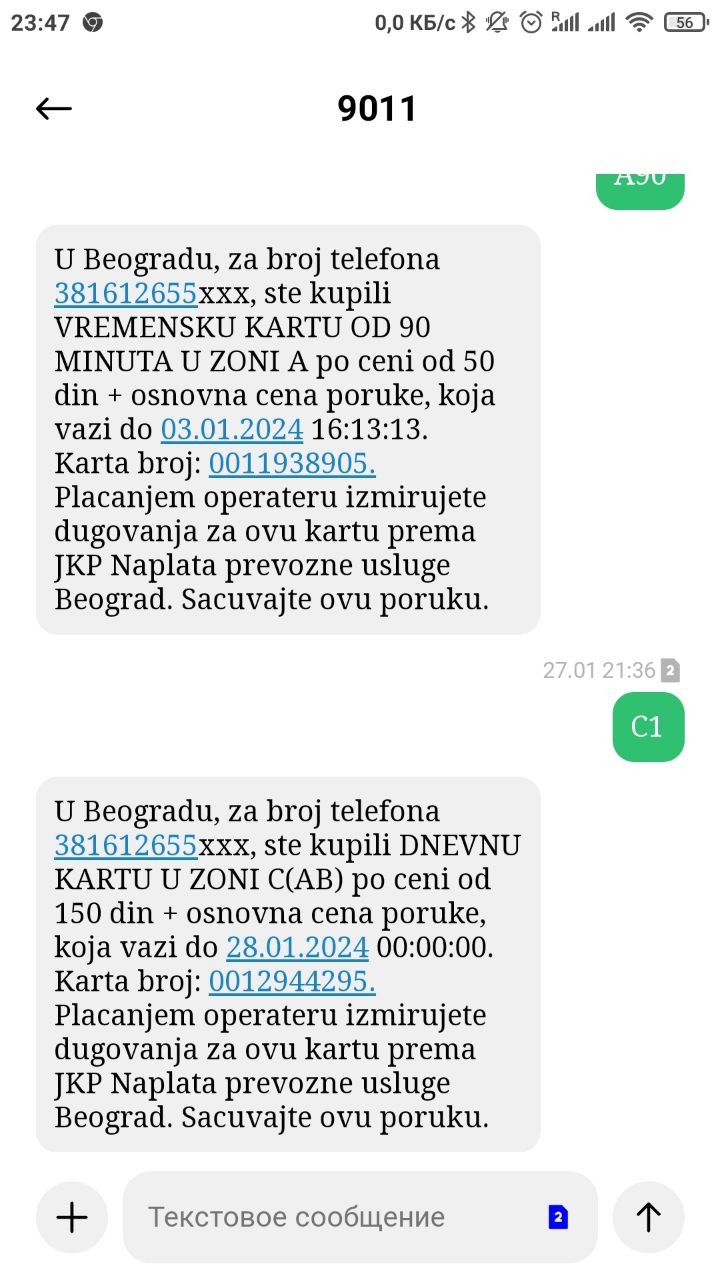 23:47 0,0 КБ/с R 56
9011
A90
U Beogradu, za broj telefona
381612655xxx, ste kupili
VREMENSKU KARTU OD 90
MINUTA U ZONI A po ceni od 50
din + osnovna cena poruke, koja
vazi do 03.01.2024 16:13:13.
Karta broj: 0011938905.
Placanjem operateru izmirujete
dugovanja za ovu kartu prema
JKP Naplata prevozne usluge
Beograd. Sacuvajte ovu poruku.
27.01 21:36 2
C1
U Beogradu, za broj telefona
381612655xxx, ste kupili DNEVNU
KARTU U ZONI C(AB) po ceni od
150 din + osnovna cena poruke,
koja vazi do 28.01.2024 00:00:00.
Karta broj: 0012944295.
Placanjem operateru izmirujete
dugovanja za ovu kartu prema
JKP Naplata prevozne usluge
Beograd. Sacuvajte ovu poruku.
Текстовое сообщение 2